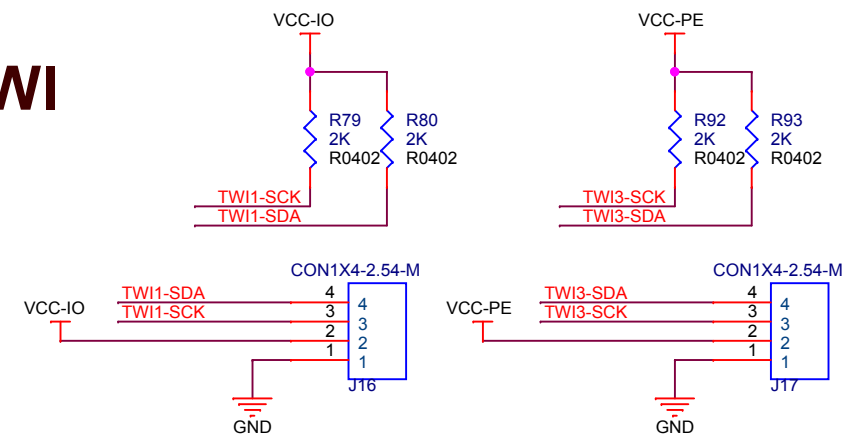 VCC-IO
VCC-PE
WI
R79
2K
R0402
R80
2K
R0402
R92
2K
R0402
R93
2K
R0402
TWI1-SCK
TWI1-SDA
TWI3-SCK
TWI3-SDA
CON1X4-2.54-M
CON1X4-2.54-M
VCC-IO
TWI1-SDA
TWI1-SCK
4
3
2
1
4
3
2
1
J16
GND
VCC-PE
TWI3-SDA
TWI3-SCK
4
3
2
1
4
3
2
1
J17
GND